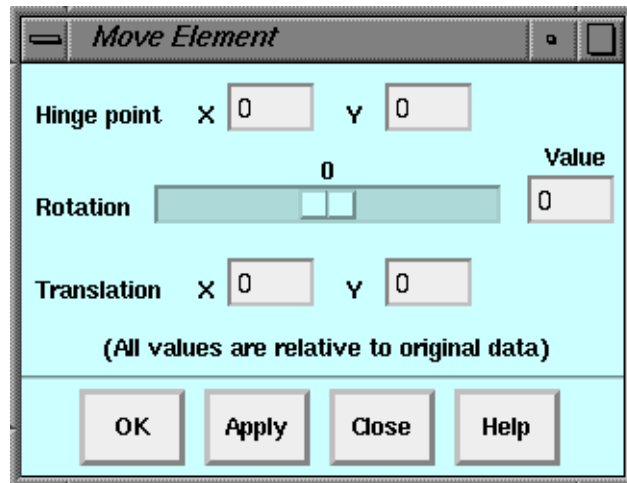 Move Element
Hinge point X 0 Y 0
0 Value
Rotation 0
Translation X 0 Y 0
(All values are relative to original data)
OK Apply Close Help